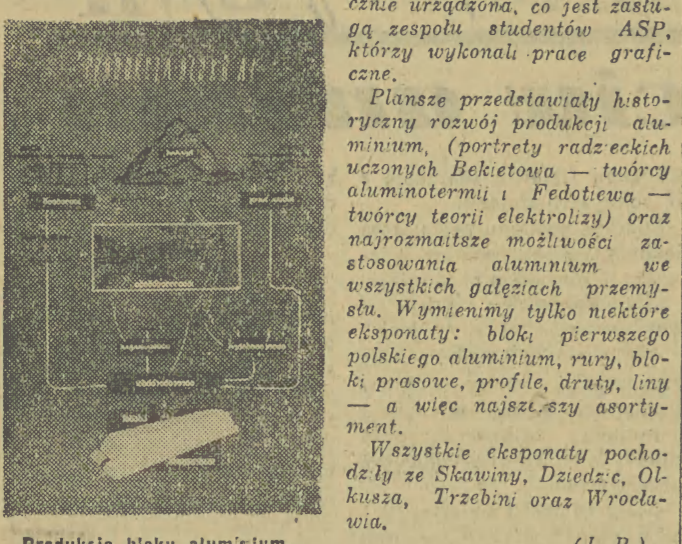 cznie urządzona, co jest zasłu-
gą zespołu studentów ASP,
którzy wykonali prace grafi-
czne.
Plansze przedstawiały histo-
ryczny rozwój produkcji alu-
minium, (portrety radzieckich
uczonych Bekietowa — twórcy
aluminotermii i Fedotiewa —
twórcy teorii elektrolizy) oraz
najrozmaitsze możliwości za-
stosowania aluminium we
wszystkich gałęziach przemy-
słu. Wymienimy tylko niektóre
eksponaty: bloki pierwszego
polskiego aluminium, rury, blo-
ki prasowe, profile, druty, liny
— a więc najszerszy asorty-
ment.
Wszystkie eksponaty pocho-
dziły ze Skawiny, Dziedzic, Ol-
kusza, Trzebini oraz Wrocła-
wia.
Produkcja bloku aluminium